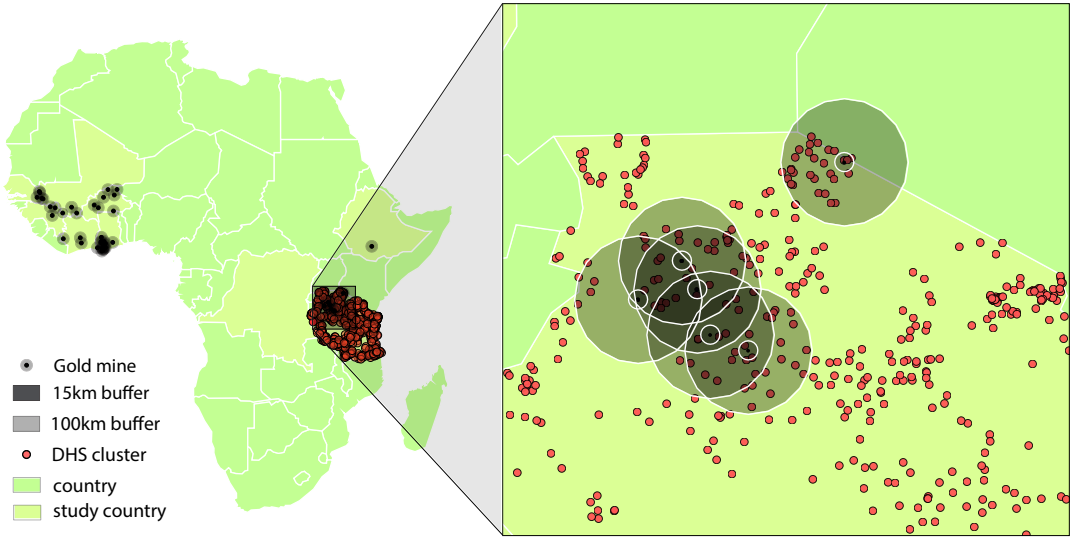 Gold mine
15km buffer
100km buffer
DHS cluster
country
study country